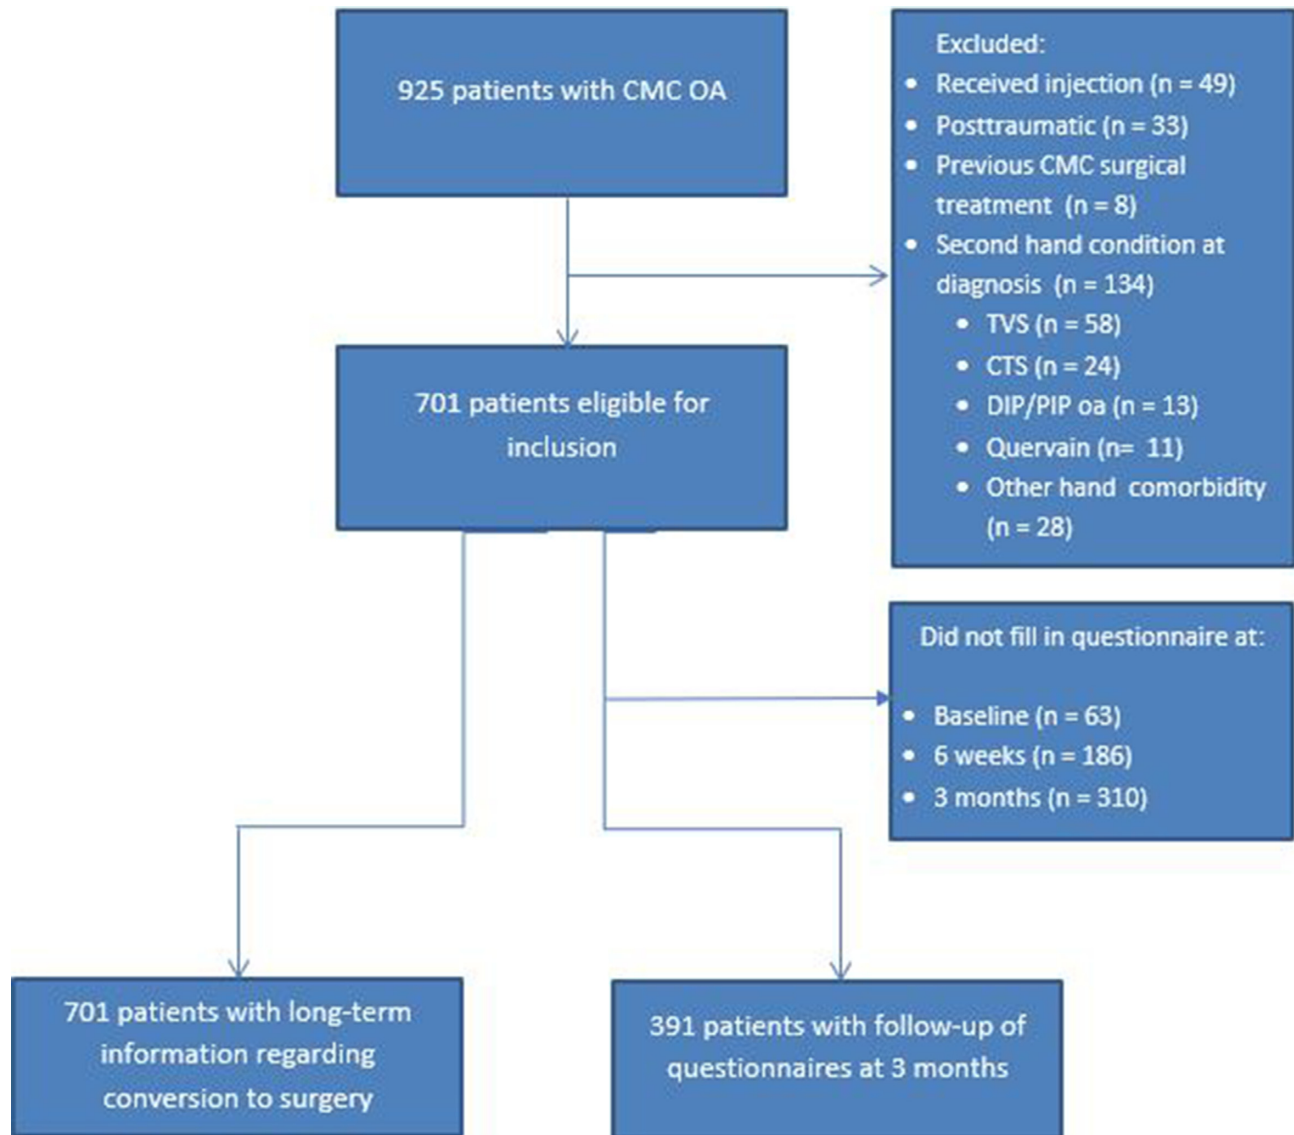 925 patients with CMC OA
Excluded:
• Received injection (n = 49)
• Posttraumatic (n = 33)
• Previous CMC surgical
treatment (n = 8)
• Second hand condition at
diagnosis (n = 134)
• TVS (n = 58)
• CTS (n = 24)
• DIP/PIP oa (n = 13)
• Quervain (n= 11)
• Other hand comorbidity
(n = 28)
701 patients eligible for
inclusion
Did not fill in questionnaire at:
• Baseline (n = 63)
• 6 weeks (n = 186)
• 3 months (n = 310)
701 patients with long-term
information regarding
conversion to surgery
391 patients with follow-up of
questionnaires at 3 months